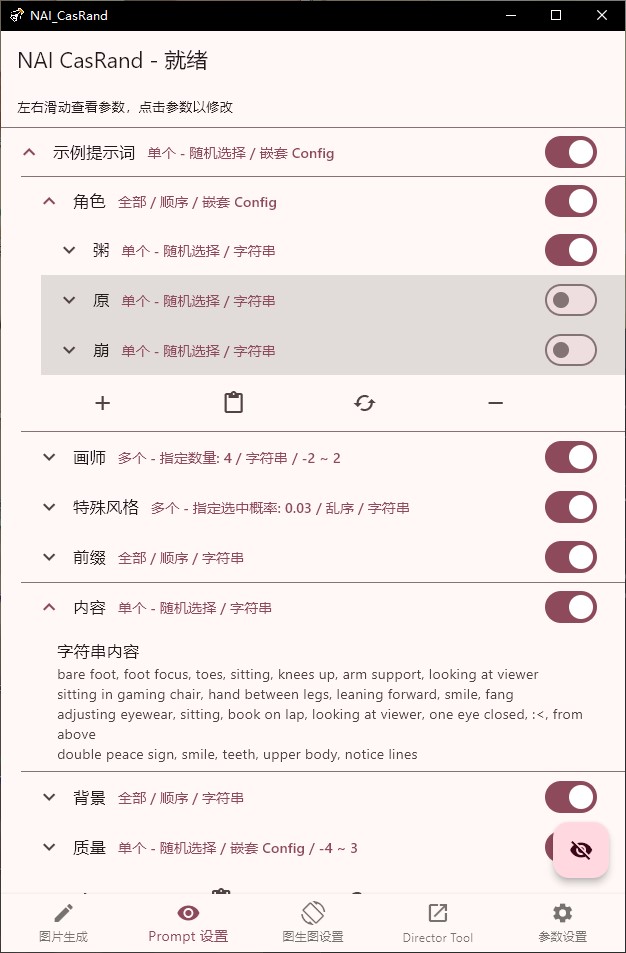 NAI_CasRand
NAI CasRand - 就绪
左右滑动查看参数，点击参数以修改
示例提示词 单个 - 随机选择 / 嵌套 Config
角色 全部 / 顺序 / 嵌套 Config
粥 单个 - 随机选择 / 字符串
原 单个 - 随机选择 / 字符串
崩 单个 - 随机选择 / 字符串
画师 多个 - 指定数量: 4 / 字符串 / -2 ~ 2
特殊风格 多个 - 指定选中概率: 0.03 / 乱序 / 字符串
前缀 全部 / 顺序 / 字符串
内容 单个 - 随机选择 / 字符串
字符串内容
bare foot, foot focus, toes, sitting, knees up, arm support, looking at viewer
sitting in gaming chair, hand between legs, leaning forward, smile, fang
adjusting eyewear, sitting, book on lap, looking at viewer, one eye closed, :<, from
above
double peace sign, smile, teeth, upper body, notice lines
背景 全部 / 顺序 / 字符串
质量 单个 - 随机选择 / 嵌套 Config / -4 ~ 3
图片生成 Prompt 设置 图生图设置 Director Tool 参数设置